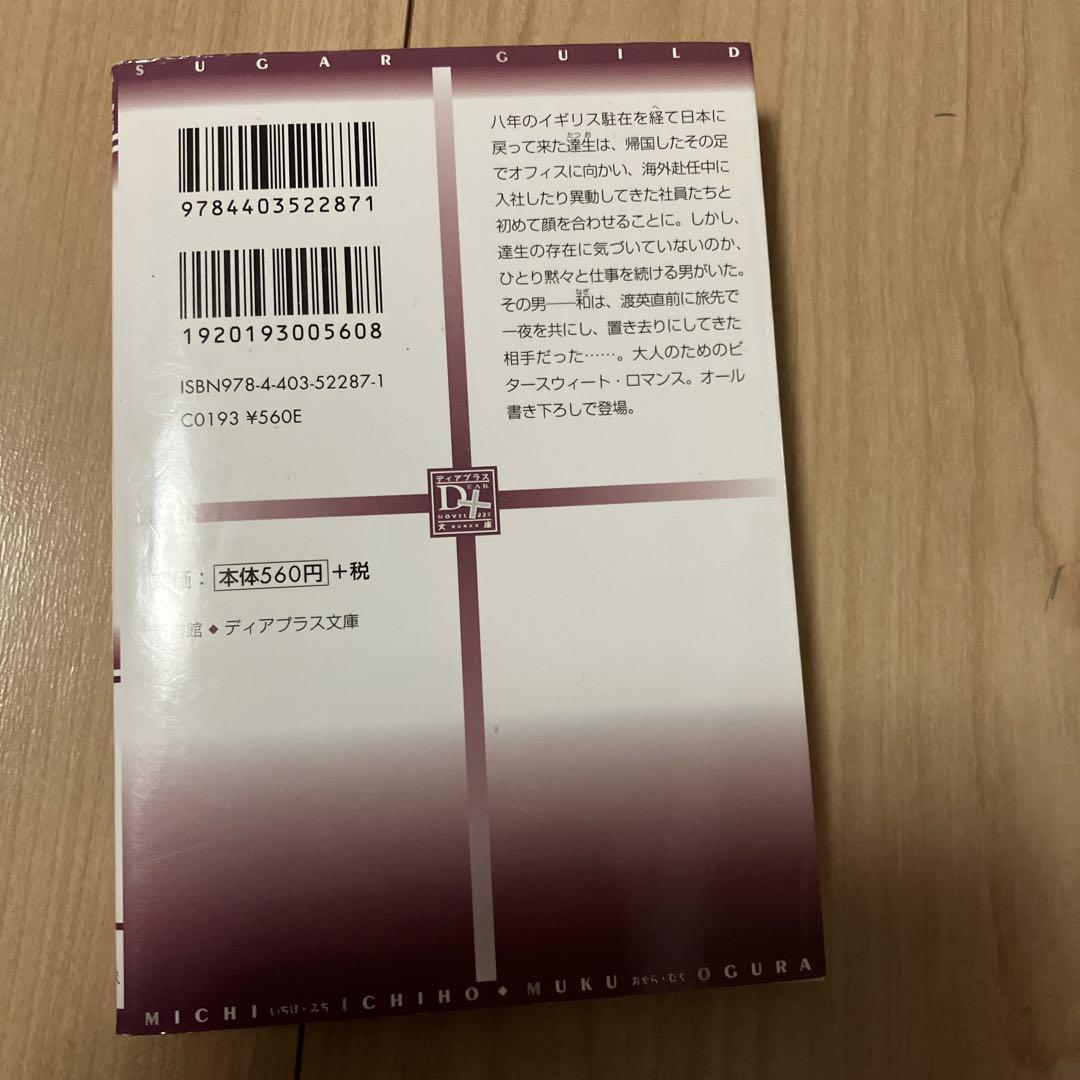 SUGAR GUILD
9784403522871
1920193005608
ISBN978-4-403-52287-1
C0193 ¥560E
八年のイギリス駐在を経て日本に
戻って来た達生は、帰国したその足
でオフィスに向かい、海外赴任中に
入社したり異動してきた社員たちと
初めて顔を合わせることに。しかし、
達生の存在に気づいていないのか、
ひとり黙々と仕事を続ける男がいた。
その男――和は、渡英直前に旅先で
一夜を共にし、置き去りにしてきた
相手だった……。大人のためのビ
タースウィート・ロマンス。オール
書き下ろしで登場。
ディアプラス
DEAR+
NOVEL
文 BUNKO 庫
価：本体560円+税
館◆ディアプラス文庫
MICHI いちほ・みち ICHIHO◆MUKU おぐら・むく OGURA